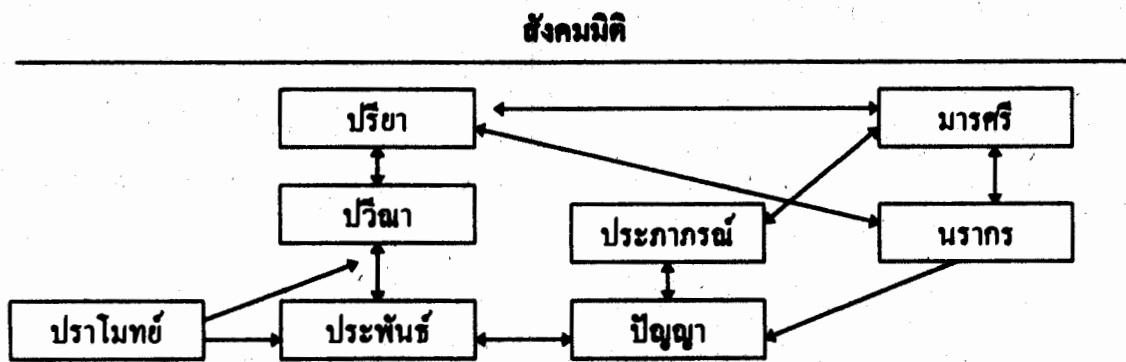 สังคมมิติ
ปรียา
มารศรี
ปวีณา
ประภาภรณ์
นรากร
ปราโมทย์
ประพันธ์
ปัญญา